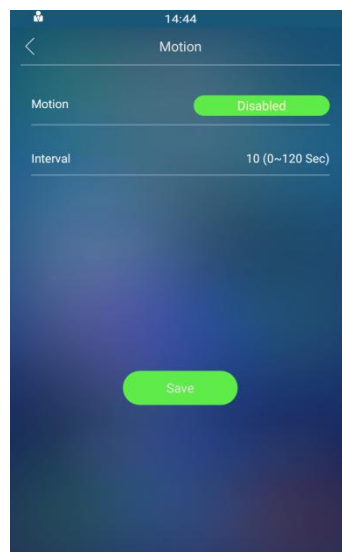 14:44
Motion
Motion Disabled
Interval 10 (0~120 Sec)
Save